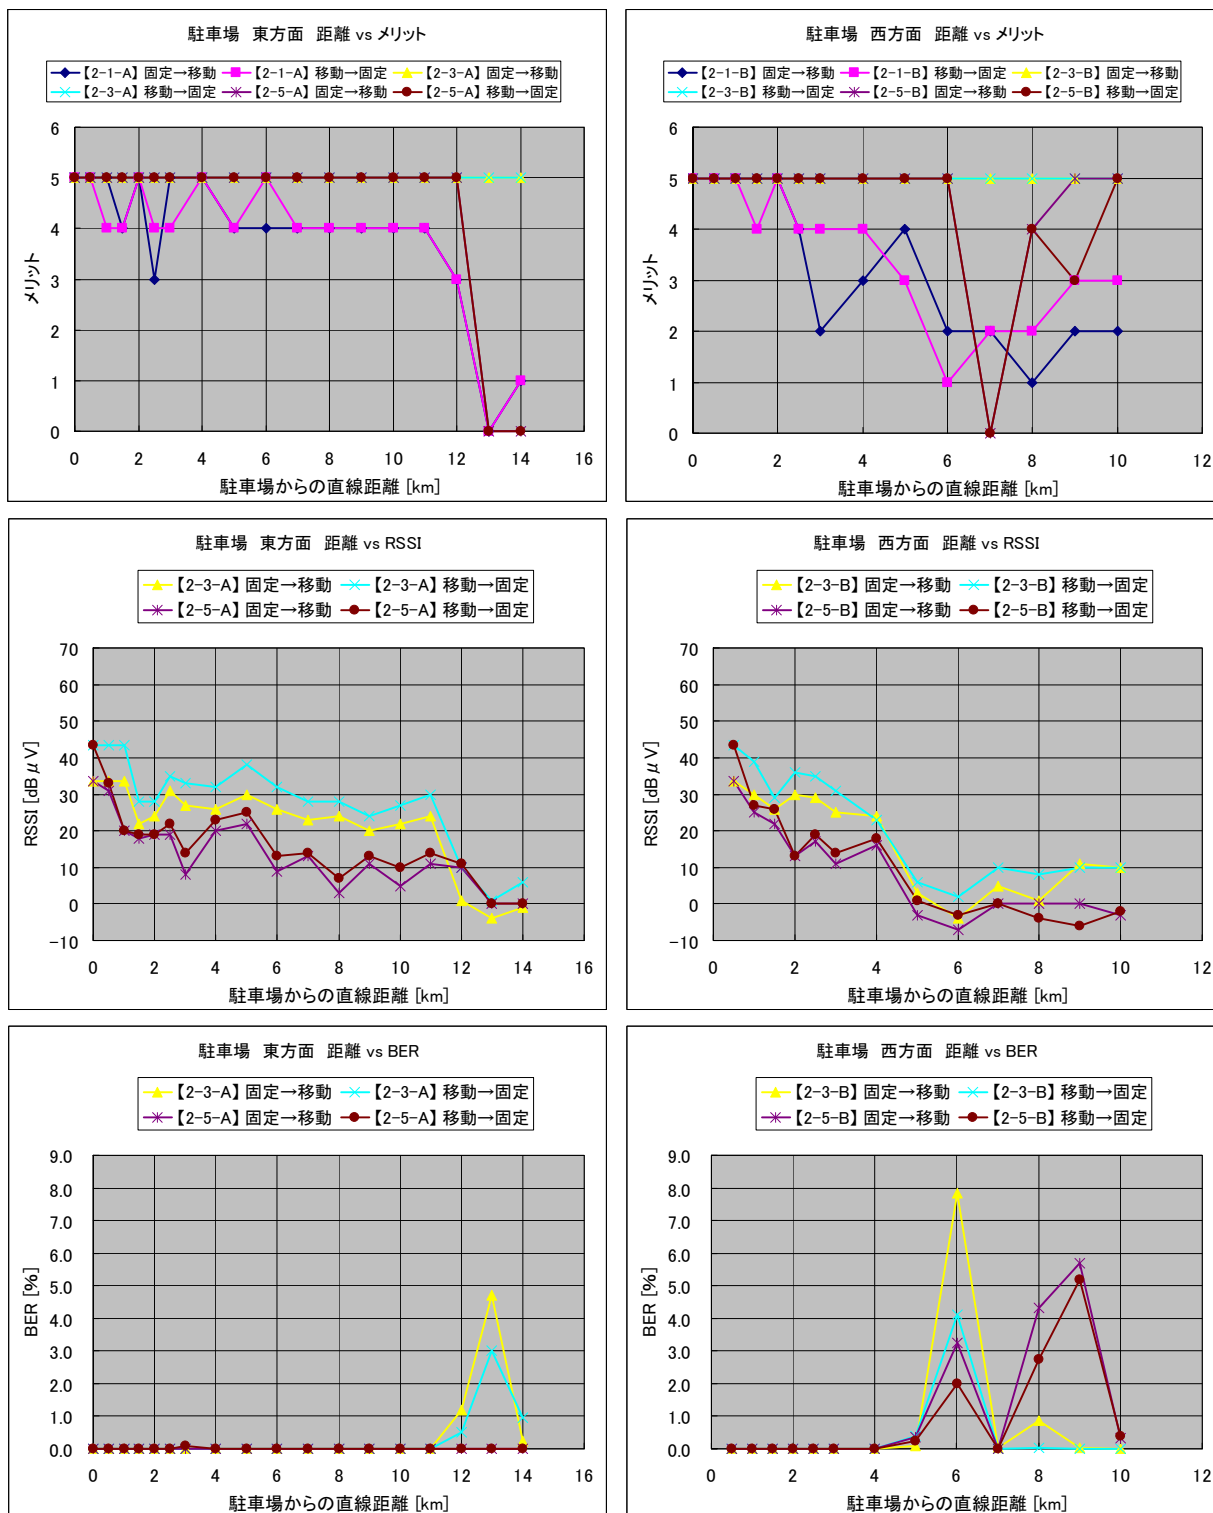 駐車場 東方面 距離 vs メリット
【2-1-A】 固定→移動 【2-1-A】 移動→固定 【2-3-A】 固定→移動
【2-3-A】 移動→固定 【2-5-A】 固定→移動 【2-5-A】 移動→固定
6
5
4
3
2
1
0
メリット
0 2 4 6 8 10 12 14 16
駐車場からの直線距離 [km]
駐車場 西方面 距離 vs メリット
【2-1-B】 固定→移動 【2-1-B】 移動→固定 【2-3-B】 固定→移動
【2-3-B】 移動→固定 【2-5-B】 固定→移動 【2-5-B】 移動→固定
6
5
4
3
2
1
0
メリット
0 2 4 6 8 10 12
駐車場からの直線距離 [km]
駐車場 東方面 距離 vs RSSI
【2-3-A】 固定→移動 【2-3-A】 移動→固定
【2-5-A】 固定→移動 【2-5-A】 移動→固定
70
60
50
40
30
20
10
0
-10
RSSI [dBμV]
0 2 4 6 8 10 12 14 16
駐車場からの直線距離 [km]
駐車場 西方面 距離 vs RSSI
【2-3-B】 固定→移動 【2-3-B】 移動→固定
【2-5-B】 固定→移動 【2-5-B】 移動→固定
70
60
50
40
30
20
10
0
-10
RSSI [dBμV]
0 2 4 6 8 10 12
駐車場からの直線距離 [km]
駐車場 東方面 距離 vs BER
【2-3-A】 固定→移動 【2-3-A】 移動→固定
【2-5-A】 固定→移動 【2-5-A】 移動→固定
9.0
8.0
7.0
6.0
5.0
4.0
3.0
2.0
1.0
0.0
BER [%]
0 2 4 6 8 10 12 14 16
駐車場からの直線距離 [km]
駐車場 西方面 距離 vs BER
【2-3-B】 固定→移動 【2-3-B】 移動→固定
【2-5-B】 固定→移動 【2-5-B】 移動→固定
9.0
8.0
7.0
6.0
5.0
4.0
3.0
2.0
1.0
0.0
BER [%]
0 2 4 6 8 10 12
駐車場からの直線距離 [km]